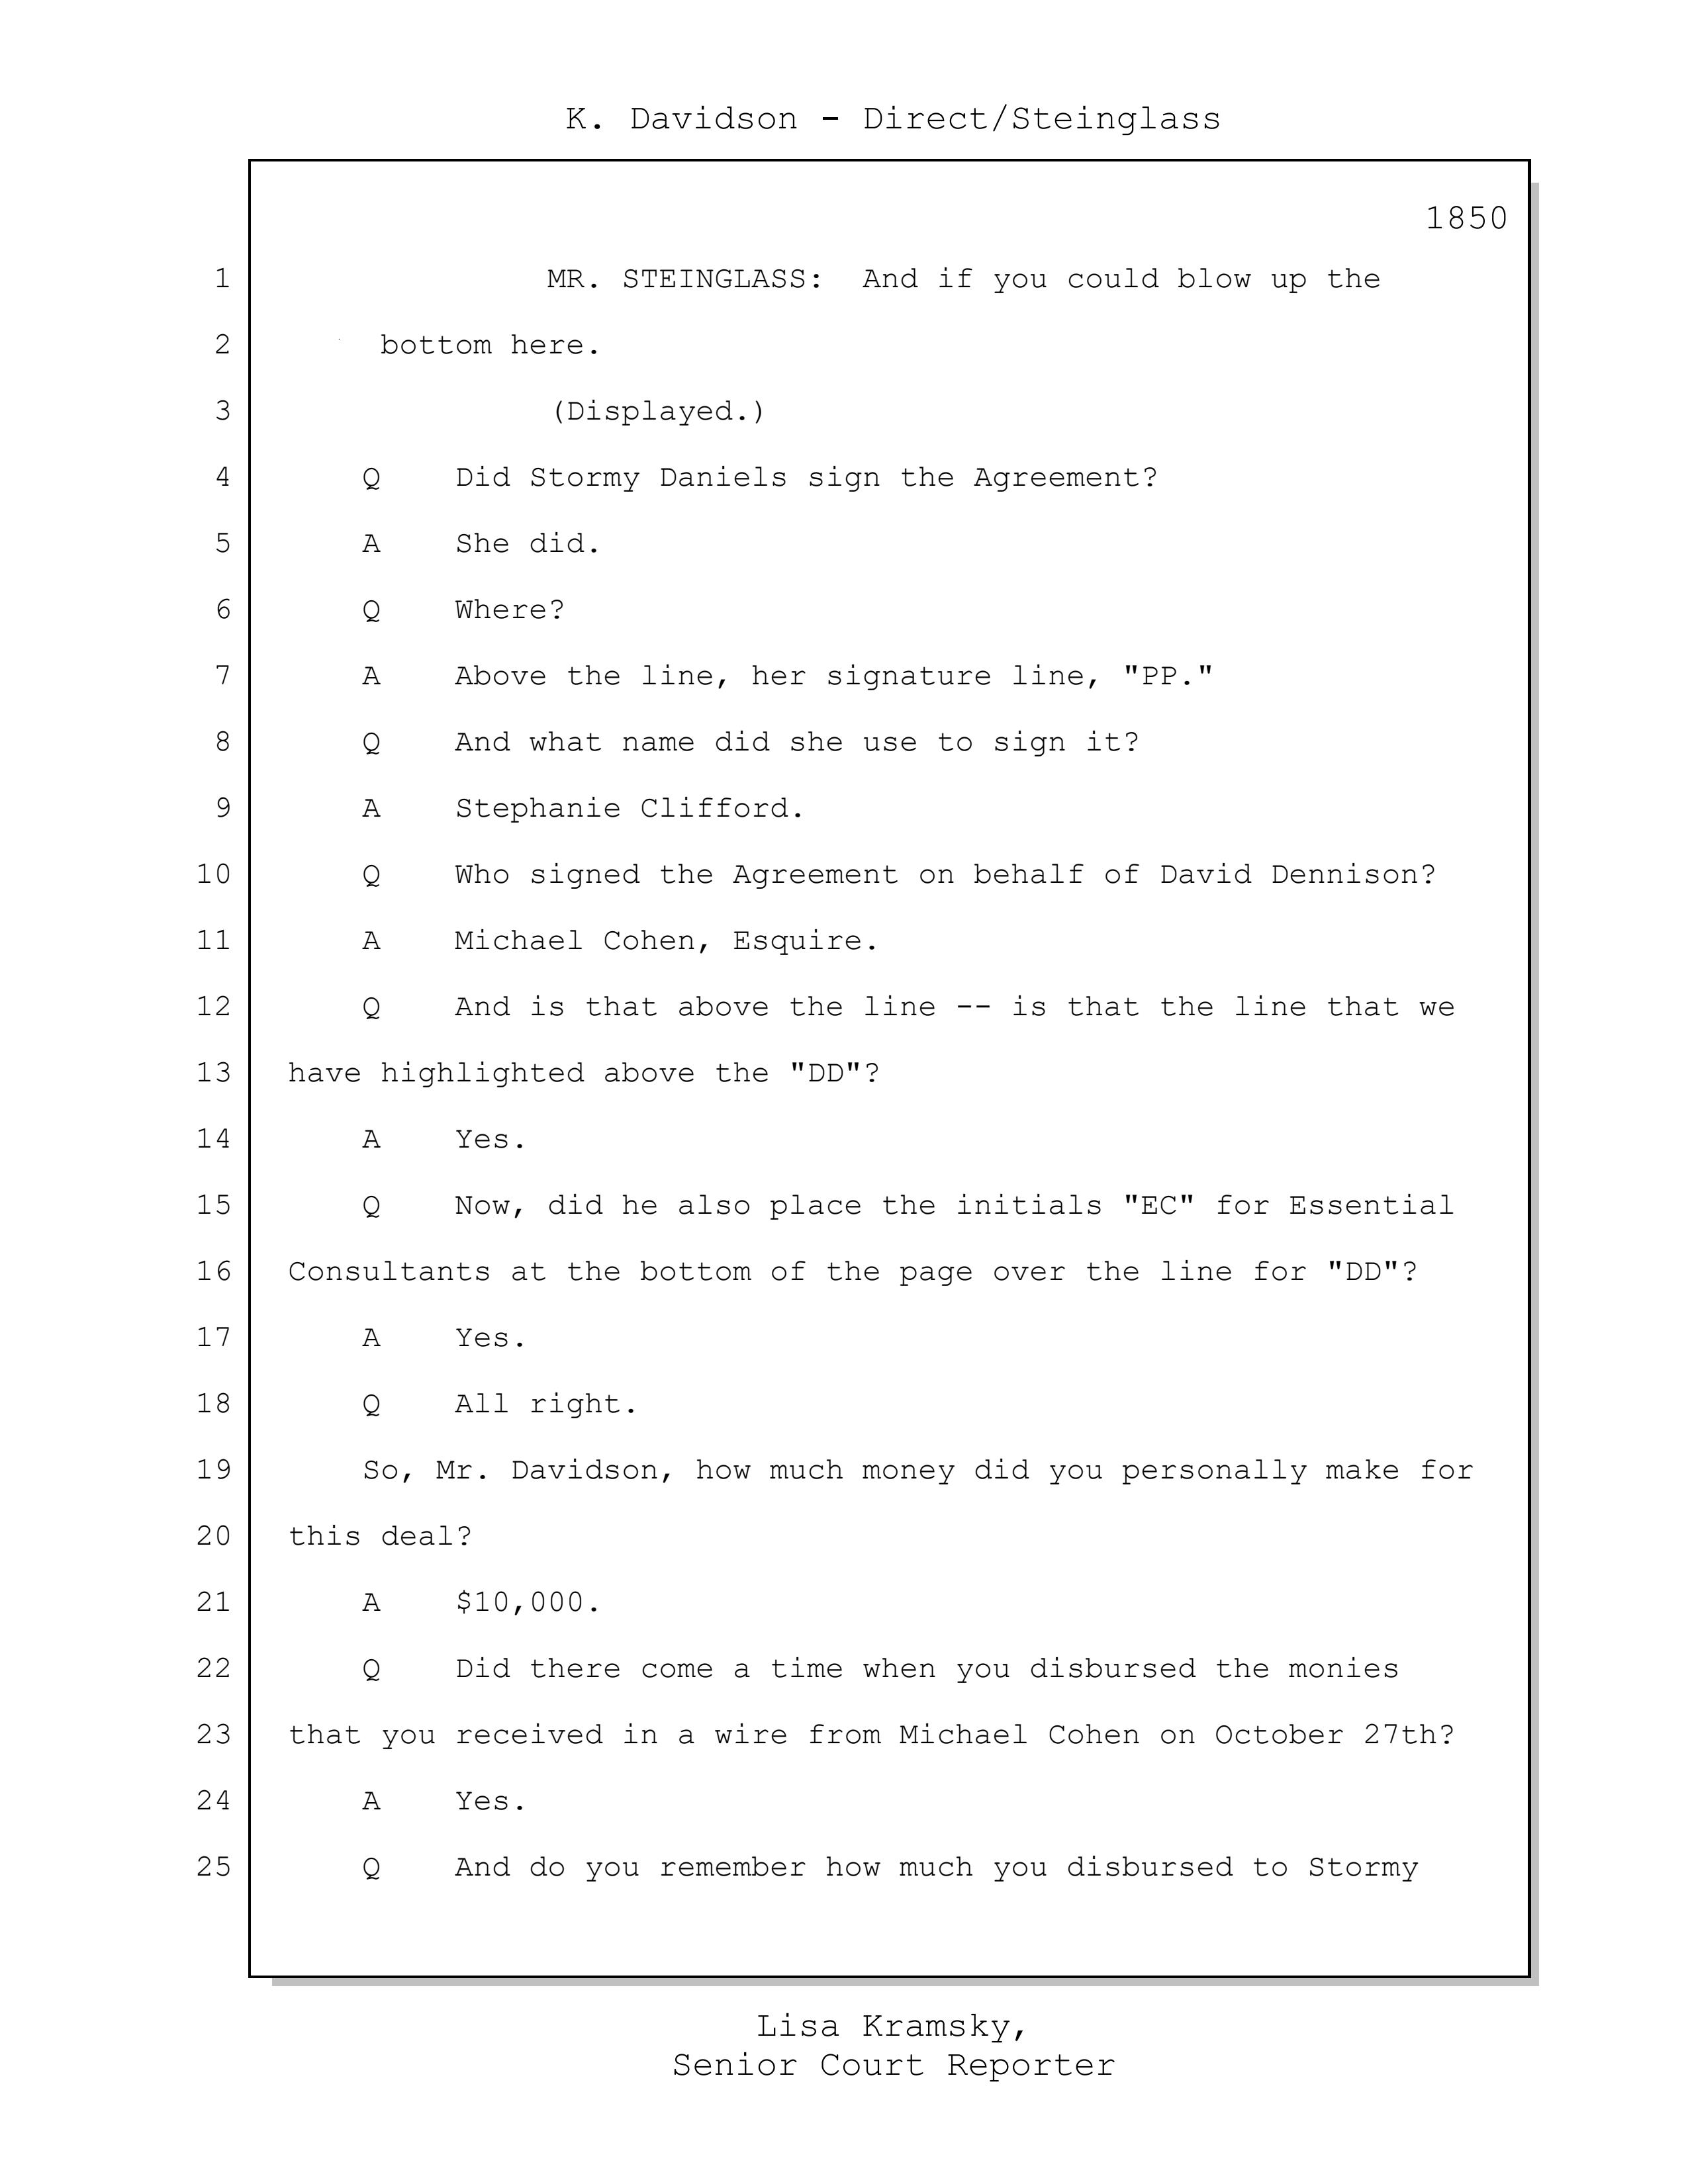 K. Davidson - Direct/Steinglass
1850
1 MR. STEINGLASS: And if you could blow up the
2 bottom here.
3 (Displayed.)
4 Q Did Stormy Daniels sign the Agreement?
5 A She did.
6 Q Where?
7 A Above the line, her signature line, "PP."
8 Q And what name did she use to sign it?
9 A Stephanie Clifford.
10 Q Who signed the Agreement on behalf of David Dennison?
11 A Michael Cohen, Esquire.
12 Q And is that above the line -- is that the line that we
13 have highlighted above the "DD"?
14 A Yes.
15 Q Now, did he also place the initials "EC" for Essential
16 Consultants at the bottom of the page over the line for "DD"?
17 A Yes.
18 Q All right.
19 So, Mr. Davidson, how much money did you personally make for
20 this deal?
21 A $10,000.
22 Q Did there come a time when you disbursed the monies
23 that you received in a wire from Michael Cohen on October 27th?
24 A Yes.
25 Q And do you remember how much you disbursed to Stormy
Lisa Kramsky,
Senior Court Reporter